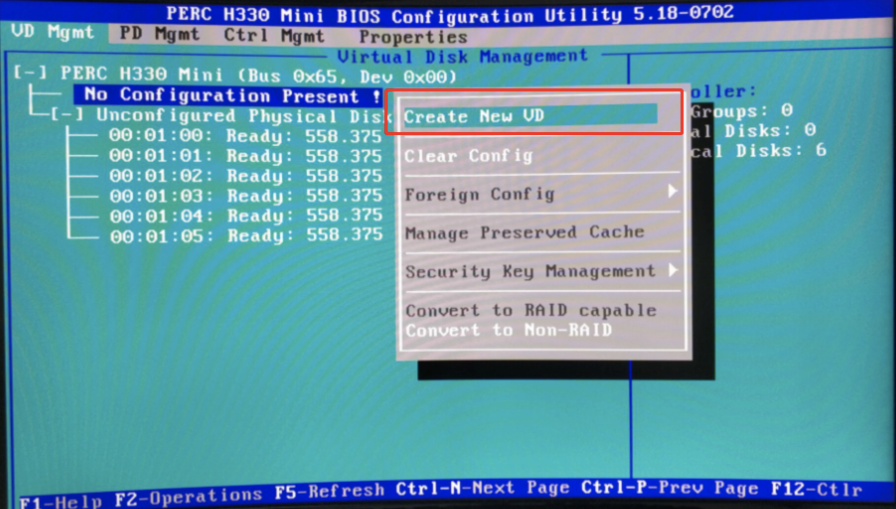 PERC H330 Mini BIOS Configuration Utility 5.18-0702
VD Mgmt PD Mgmt Ctrl Mgmt Properties
Virtual Disk Management
[-] PERC H330 Mini (Bus 0x65, Dev 0x00)
No Configuration Present !
[-] Unconfigured Physical Disk
00:01:00: Ready: 558.375
00:01:01: Ready: 558.375
00:01:02: Ready: 558.375
00:01:03: Ready: 558.375
00:01:04: Ready: 558.375
00:01:05: Ready: 558.375
Create New VD
Clear Config
Foreign Config
Manage Preserved Cache
Security Key Management
Convert to RAID capable
Convert to Non-RAID
oller:
Groups: 0
al Disks: 0
cal Disks: 6
F1-Help F2-Operations F5-Refresh Ctrl-N-Next Page Ctrl-P-Prev Page F12-Ctlr